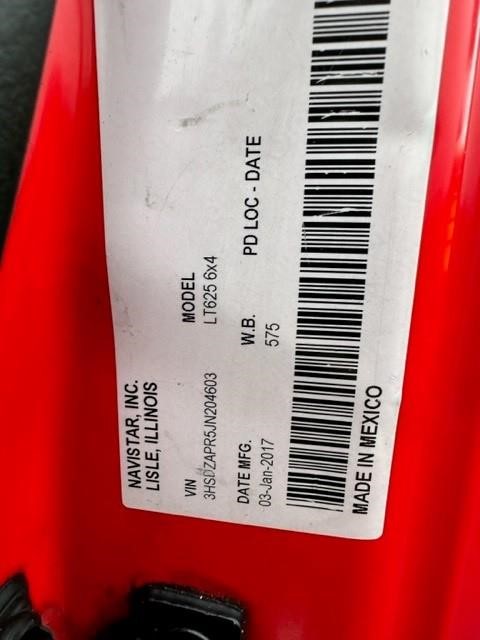 NAVISTAR, INC.
LISLE, ILLINOIS
VIN MODEL
3HSDZAPR5JN204603 LT625 6x4
DATE MFG. W.B. PD LOC - DATE
03-Jan-2017 575
MADE IN MEXICO